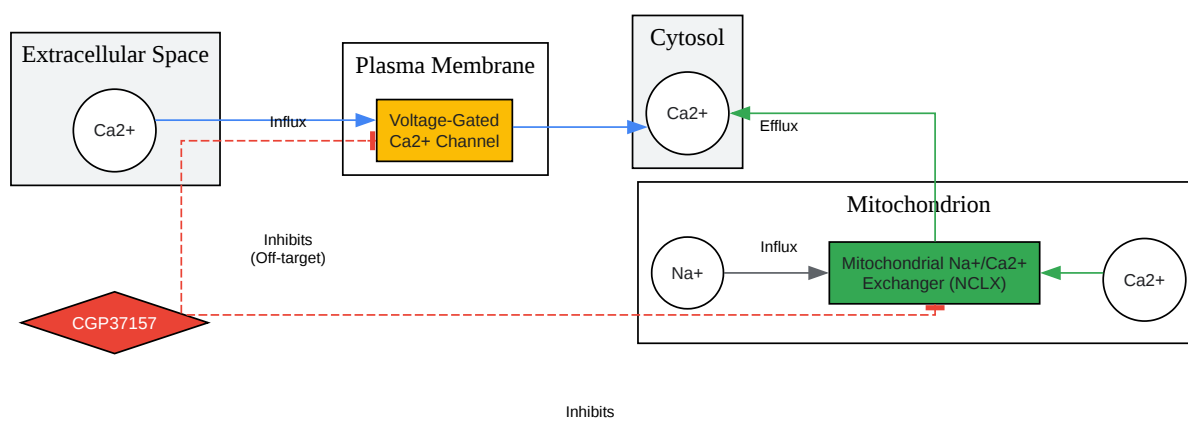 Extracellular Space
Ca2+
Influx
Plasma Membrane
Voltage-Gated
Ca2+ Channel
Cytosol
Ca2+
Efflux
Mitochondrion
Na+
Influx
Mitochondrial Na+/Ca2+
Exchanger (NCLX)
Ca2+
Inhibits
(Off-target)
CGP37157
Inhibits